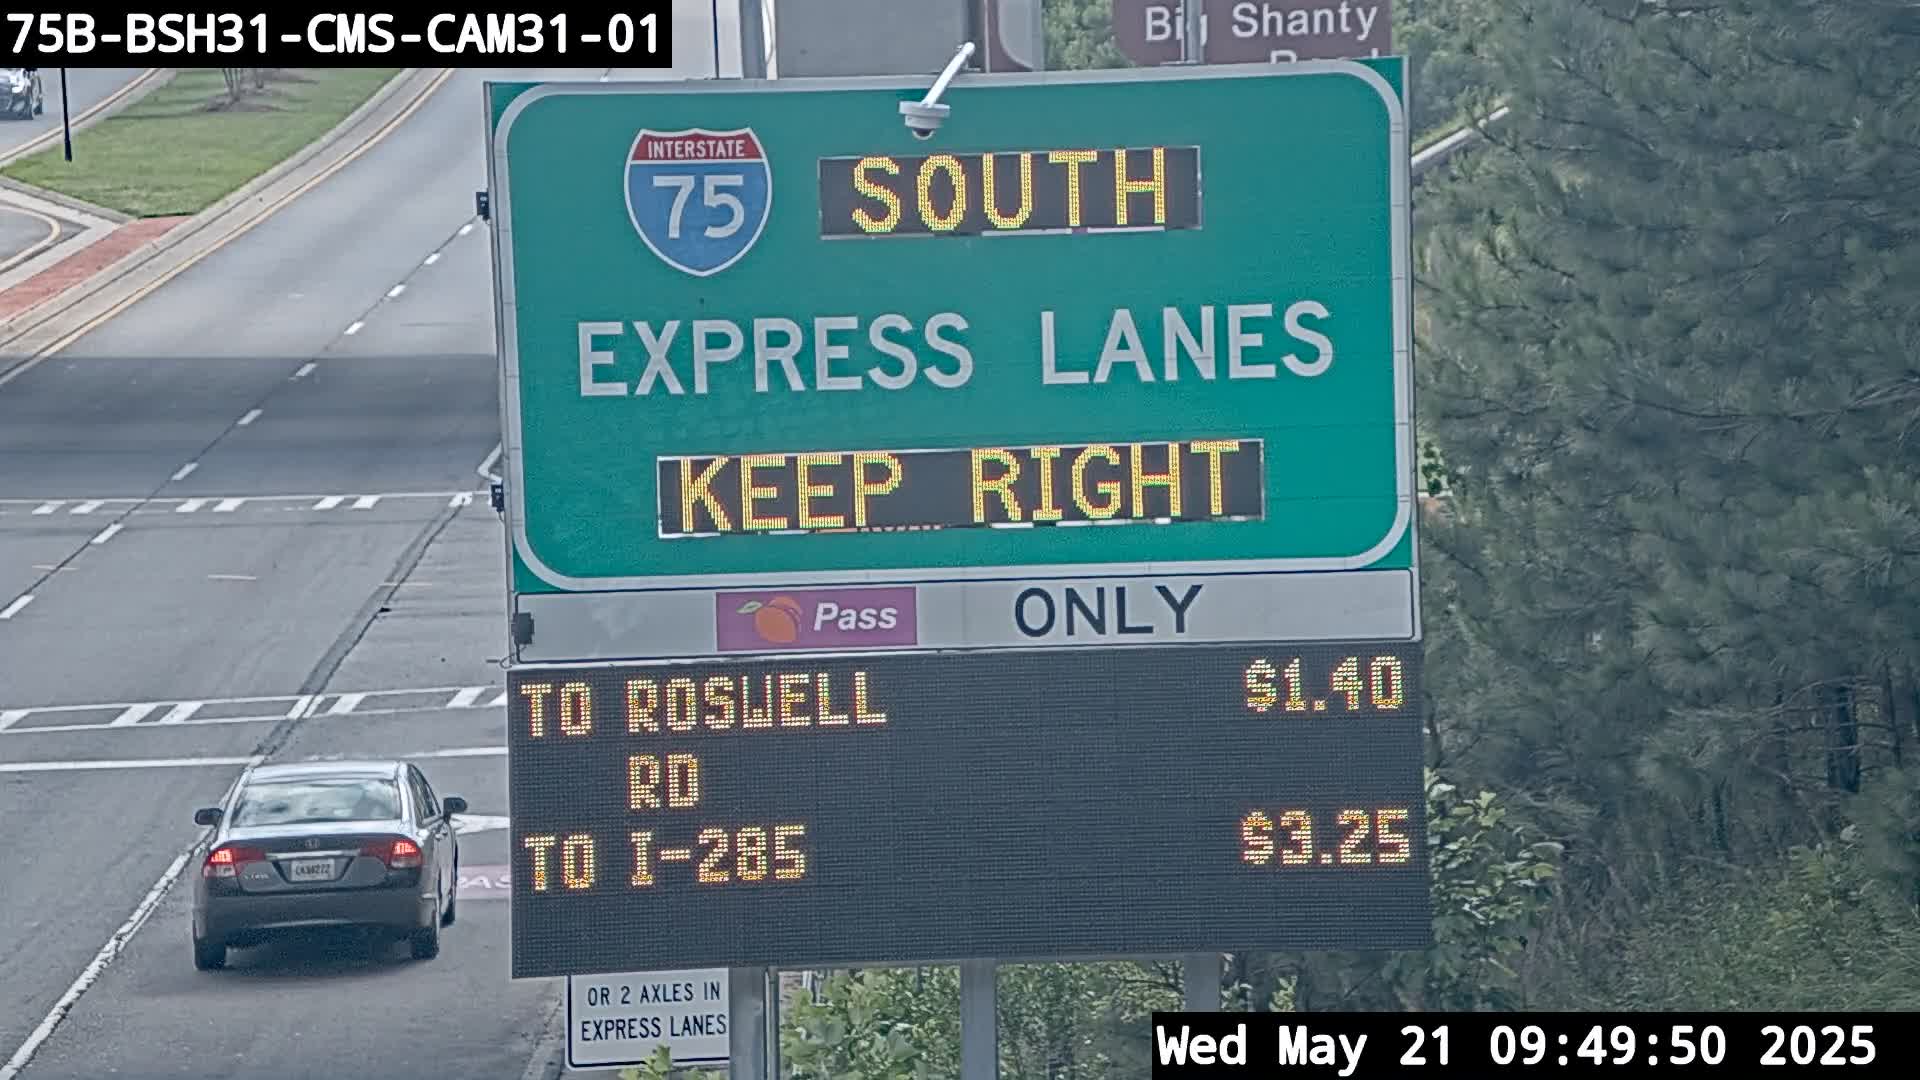 75B-BSH31-CMS-CAM31-01
Big Shanty
INTERSTATE
75
SOUTH
EXPRESS LANES
KEEP RIGHT
Pass ONLY
TO ROSWELL $1.40
RD
TO I-285 $3.25
OR 2 AXLES IN
EXPRESS LANES
Wed May 21 09:49:50 2025